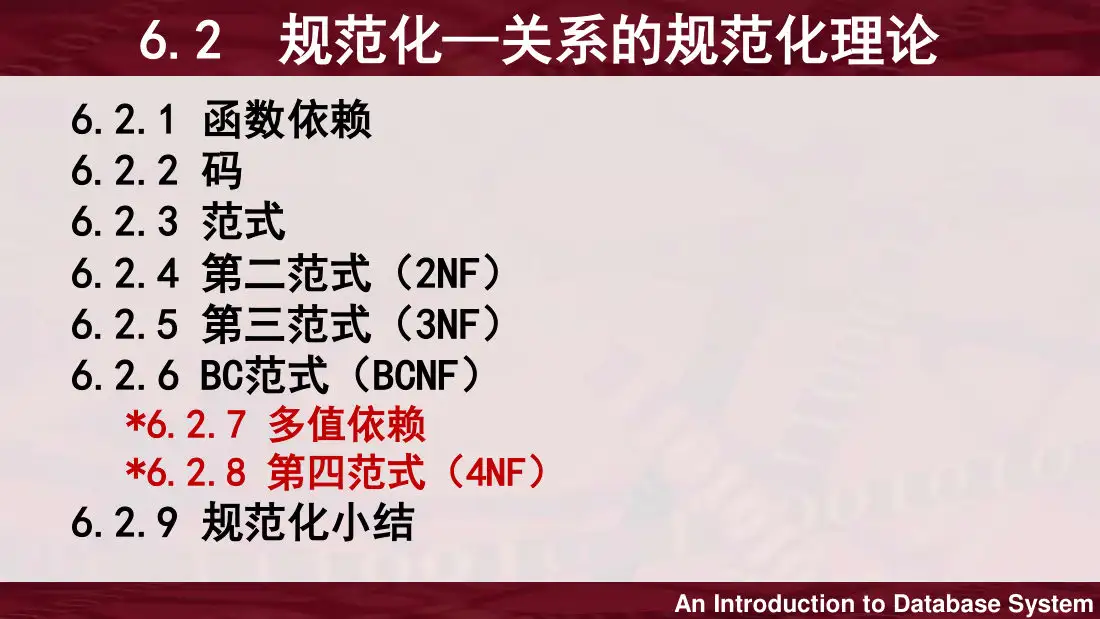 6.2 规范化—关系的规范化理论
6.2.1 函数依赖
6.2.2 码
6.2.3 范式
6.2.4 第二范式（2NF）
6.2.5 第三范式（3NF）
6.2.6 BC范式（BCNF）
*6.2.7 多值依赖
*6.2.8 第四范式（4NF）
6.2.9 规范化小结
An Introduction to Database System